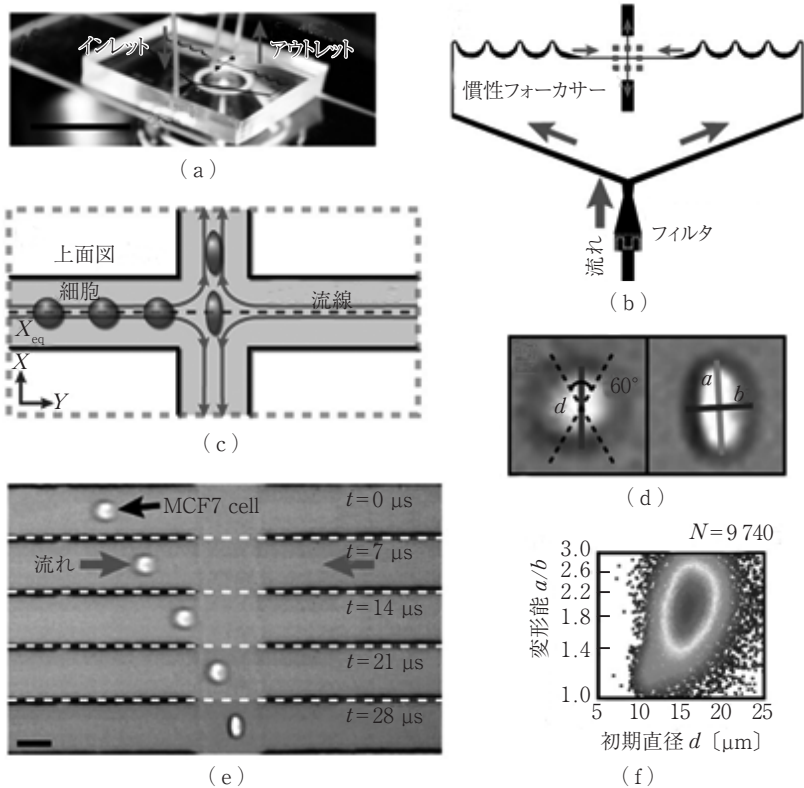 インレット
アウトレット
(a)
慣性フォーカサー
流れ
フィルタ
(b)
上面図
細胞
流線
X_eq
X
Y
(c)
d
60°
a
b
(d)
MCF7 cell
流れ
t=0 μs
t=7 μs
t=14 μs
t=21 μs
t=28 μs
(e)
N=9 740
変形能 a/b
3.0
2.6
2.2
1.8
1.4
1.0
5 10 15 20 25
初期直径 d 〔μm〕
(f)